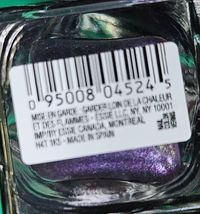 0 95008 04524 5
MISE EN GARDE: GARDER LOIN DE LA CHALEUR
ET DES FLAMMES - ESSIE LLC, NY, NY 10001
IMP/BY ESSIE CANADA, MONTREAL
H4T 1K5 - MADE IN SPAIN